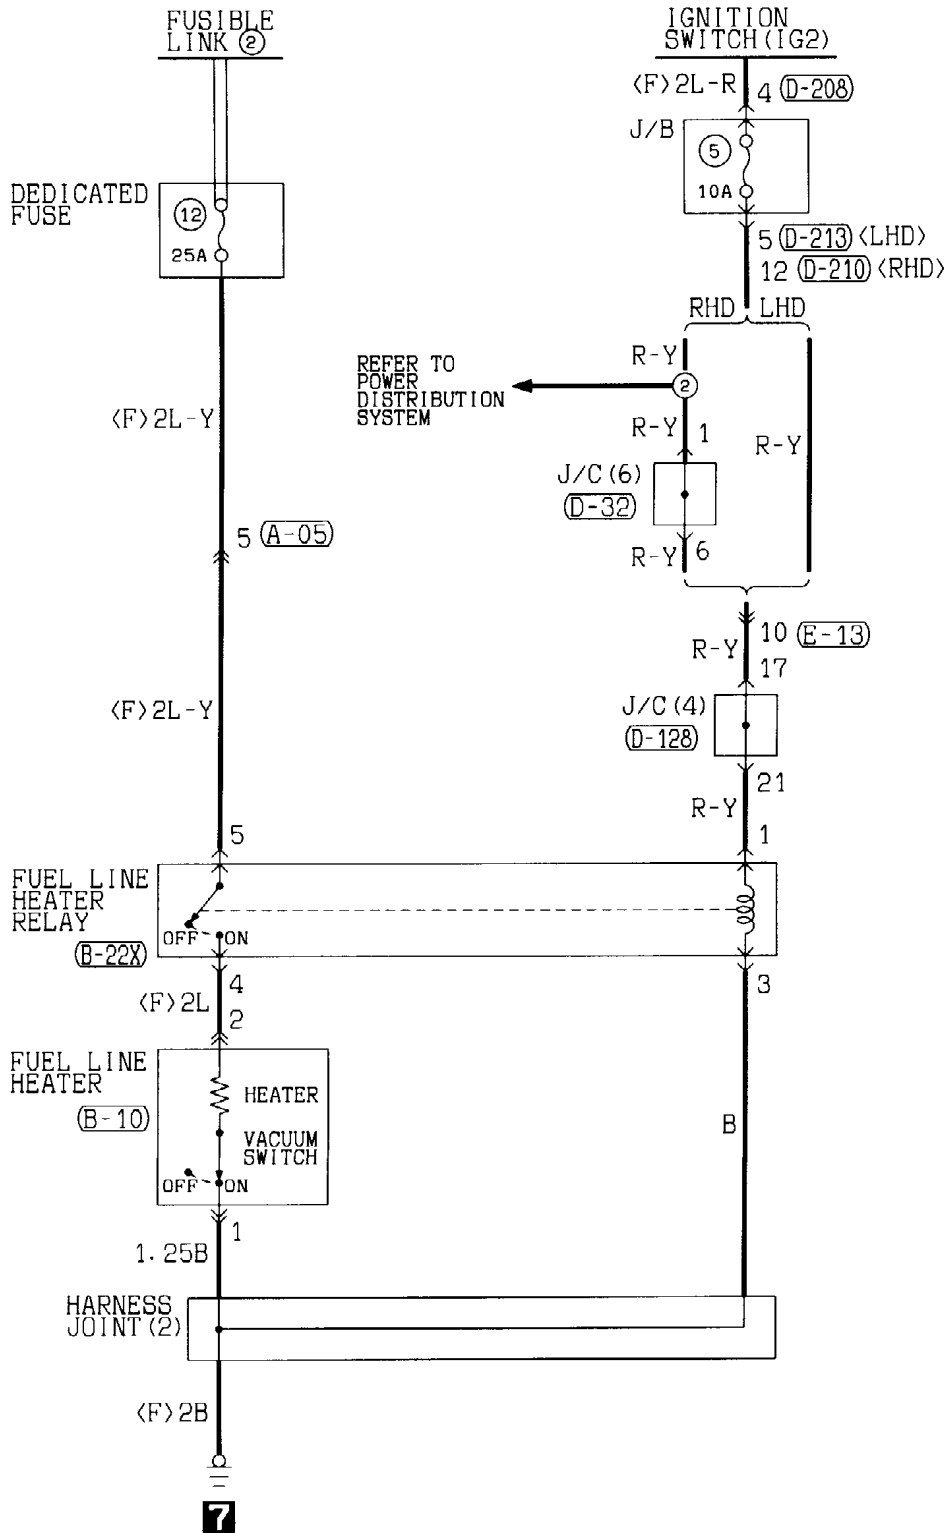 FUSIBLE
LINK ②
IGNITION
SWITCH(IG2)
<F>2L-R
4 (D-208)
J/B
5
10A
DEDICATED
FUSE
12
25A
5 (D-213) <LHD>
12 (D-210) <RHD>
RHD LHD
R-Y
REFER TO
POWER
DISTRIBUTION
SYSTEM
2
<F>2L-Y
R-Y
1
R-Y
J/C(6)
(D-32)
5 (A-05)
R-Y
6
10 (E-13)
R-Y
17
<F>2L-Y
J/C(4)
(D-128)
21
R-Y
5
1
FUEL LINE
HEATER
RELAY
OFF ON
(B-22X)
4
3
<F>2L
2
FUEL LINE
HEATER
HEATER
(B-10)
B
VACUUM
SWITCH
OFF ON
1
1.25B
HARNESS
JOINT(2)
<F>2B
7